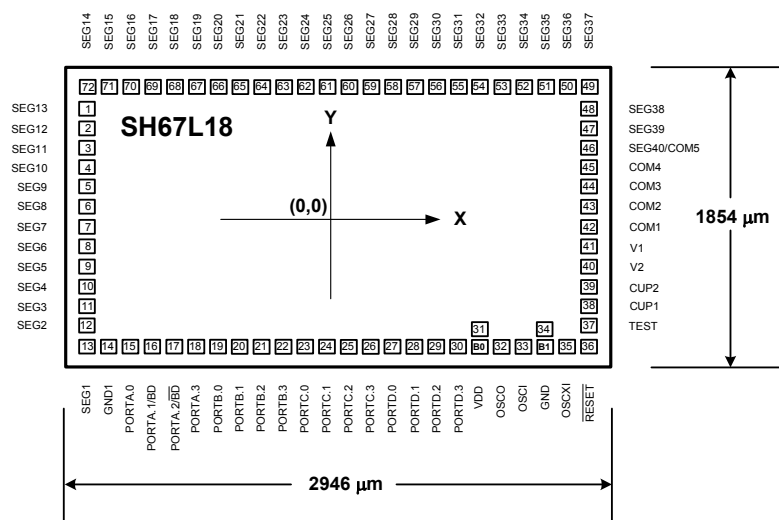 SEG14 SEG15 SEG16 SEG17 SEG18 SEG19 SEG20 SEG21 SEG22 SEG23 SEG24 SEG25 SEG26 SEG27 SEG28 SEG29 SEG30 SEG31 SEG32 SEG33 SEG34 SEG35 SEG36 SEG37
72 71 70 69 68 67 66 65 64 63 62 61 60 59 58 57 56 55 54 53 52 51 50 49
SEG13 1 48 SEG38
SEG12 2 47 SEG39
SEG11 3 46 SEG40/COM5
SEG10 4 45 COM4
SEG9 5 44 COM3
SEG8 6 43 COM2
SEG7 7 42 COM1
SEG6 8 41 V1
SEG5 9 40 V2
SEG4 10 39 CUP2
SEG3 11 38 CUP1
SEG2 12 31 34 37 TEST
13 14 15 16 17 18 19 20 21 22 23 24 25 26 27 28 29 30 B0 32 33 B1 35 36
SH67L18
Y
(0,0)
X
1854 µm
SEG1 GND1 PORTA.0 PORTA.1/BD PORTA.2/BD PORTA.3 PORTB.0 PORTB.1 PORTB.2 PORTB.3 PORTC.0 PORTC.1 PORTC.2 PORTC.3 PORTD.0 PORTD.1 PORTD.2 PORTD.3 VDD OSCO OSCI GND OSCXI RESET
2946 µm